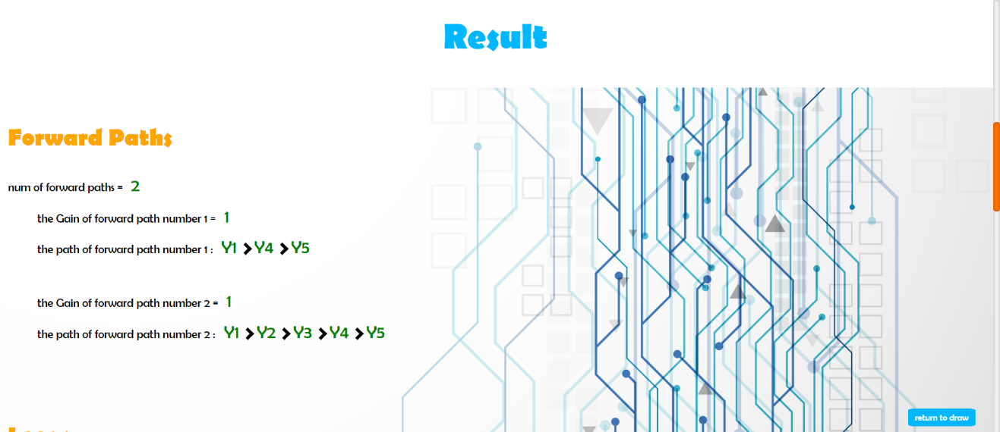 Result
Forward Paths
num of forward paths = 2
the Gain of forward path number 1 = 1
the path of forward path number 1 : Y1 > Y4 > Y5
the Gain of forward path number 2 = 1
the path of forward path number 2 : Y1 > Y2 > Y3 > Y4 > Y5
return to draw